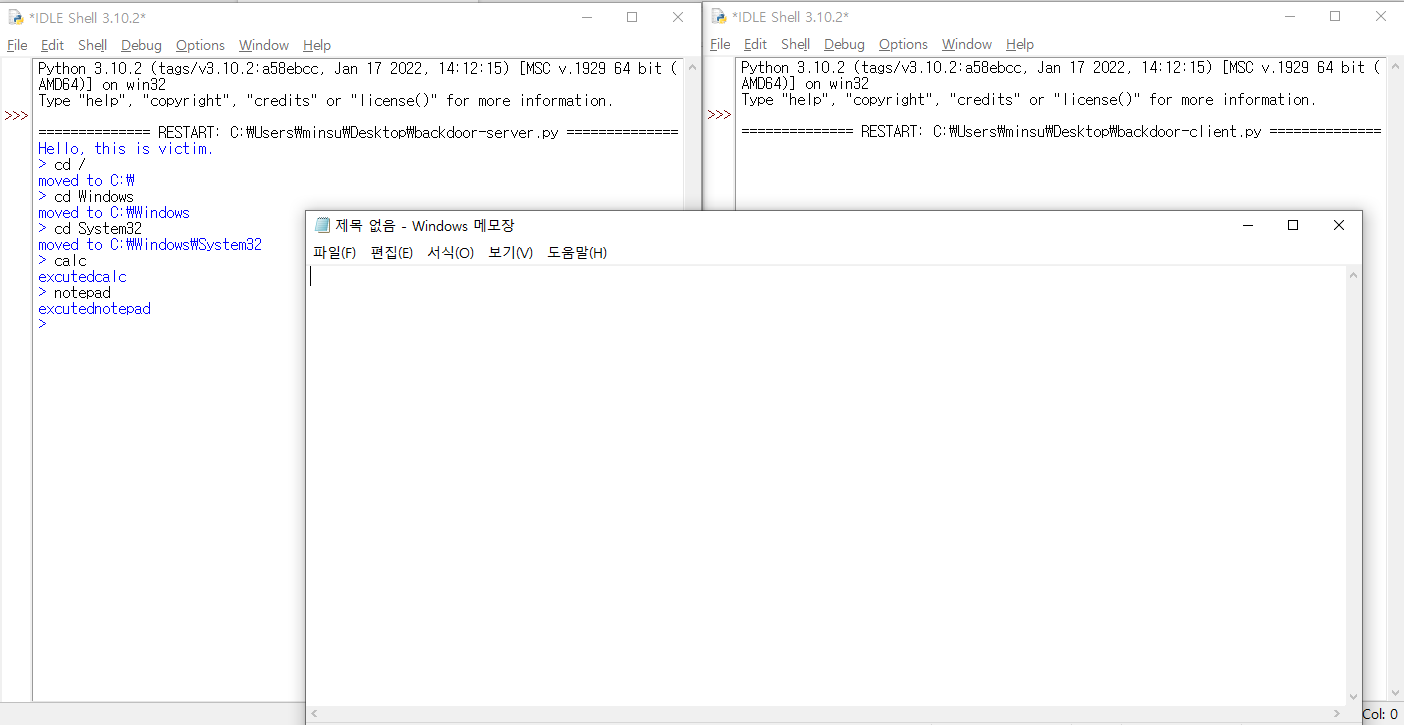 *IDLE Shell 3.10.2*
File Edit Shell Debug Options Window Help
Python 3.10.2 (tags/v3.10.2:a58ebcc, Jan 17 2022, 14:12:15) [MSC v.1929 64 bit (
AMD64)] on win32
Type "help", "copyright", "credits" or "license()" for more information.
>>>
============== RESTART: C:₩Users₩minsu₩Desktop₩backdoor-server.py ==============
Hello, this is victim.
> cd /
moved to C:₩
> cd Windows
moved to C:₩Windows
> cd System32
moved to C:₩Windows₩System32
> calc
excutedcalc
> notepad
excutednotepad
>
*IDLE Shell 3.10.2*
File Edit Shell Debug Options Window Help
Python 3.10.2 (tags/v3.10.2:a58ebcc, Jan 17 2022, 14:12:15) [MSC v.1929 64 bit (
AMD64)] on win32
Type "help", "copyright", "credits" or "license()" for more information.
>>>
============== RESTART: C:₩Users₩minsu₩Desktop₩backdoor-client.py ==============
제목 없음 - Windows 메모장
파일(F) 편집(E) 서식(O) 보기(V) 도움말(H)
Col: 0